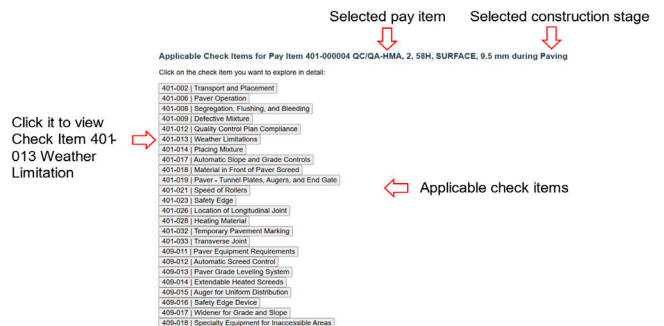 Selected pay item
Selected construction stage
Applicable Check Items for Pay Item 401-000004 QC/QA-HMA, 2, 58H, SURFACE, 9.5 mm during Paving
Click on the check item you want to explore in detail:
401-002 | Transport and Placement
401-006 | Paver Operation
401-008 | Segregation, Flushing, and Bleeding
401-009 | Defective Mixture
401-012 | Quality Control Plan Compliance
401-013 | Weather Limitations
401-014 | Placing Mixture
401-017 | Automatic Slope and Grade Controls
401-018 | Material in Front of Paver Screed
401-019 | Paver - Tunnel Plates, Augers, and End Gate
401-021 | Speed of Rollers
401-023 | Safety Edge
401-026 | Location of Longitudinal Joint
401-028 | Heating Material
401-032 | Temporary Pavement Marking
401-033 | Transverse Joint
409-011 | Paver Equipment Requirements
409-012 | Automatic Screed Control
409-013 | Paver Grade Leveling System
409-014 | Extendable Heated Screeds
409-015 | Auger for Uniform Distribution
409-016 | Safety Edge Device
409-017 | Widener for Grade and Slope
409-018 | Specialty Equipment for Inaccessible Areas
Click it to view
Check Item 401-
013 Weather
Limitation
Applicable check items